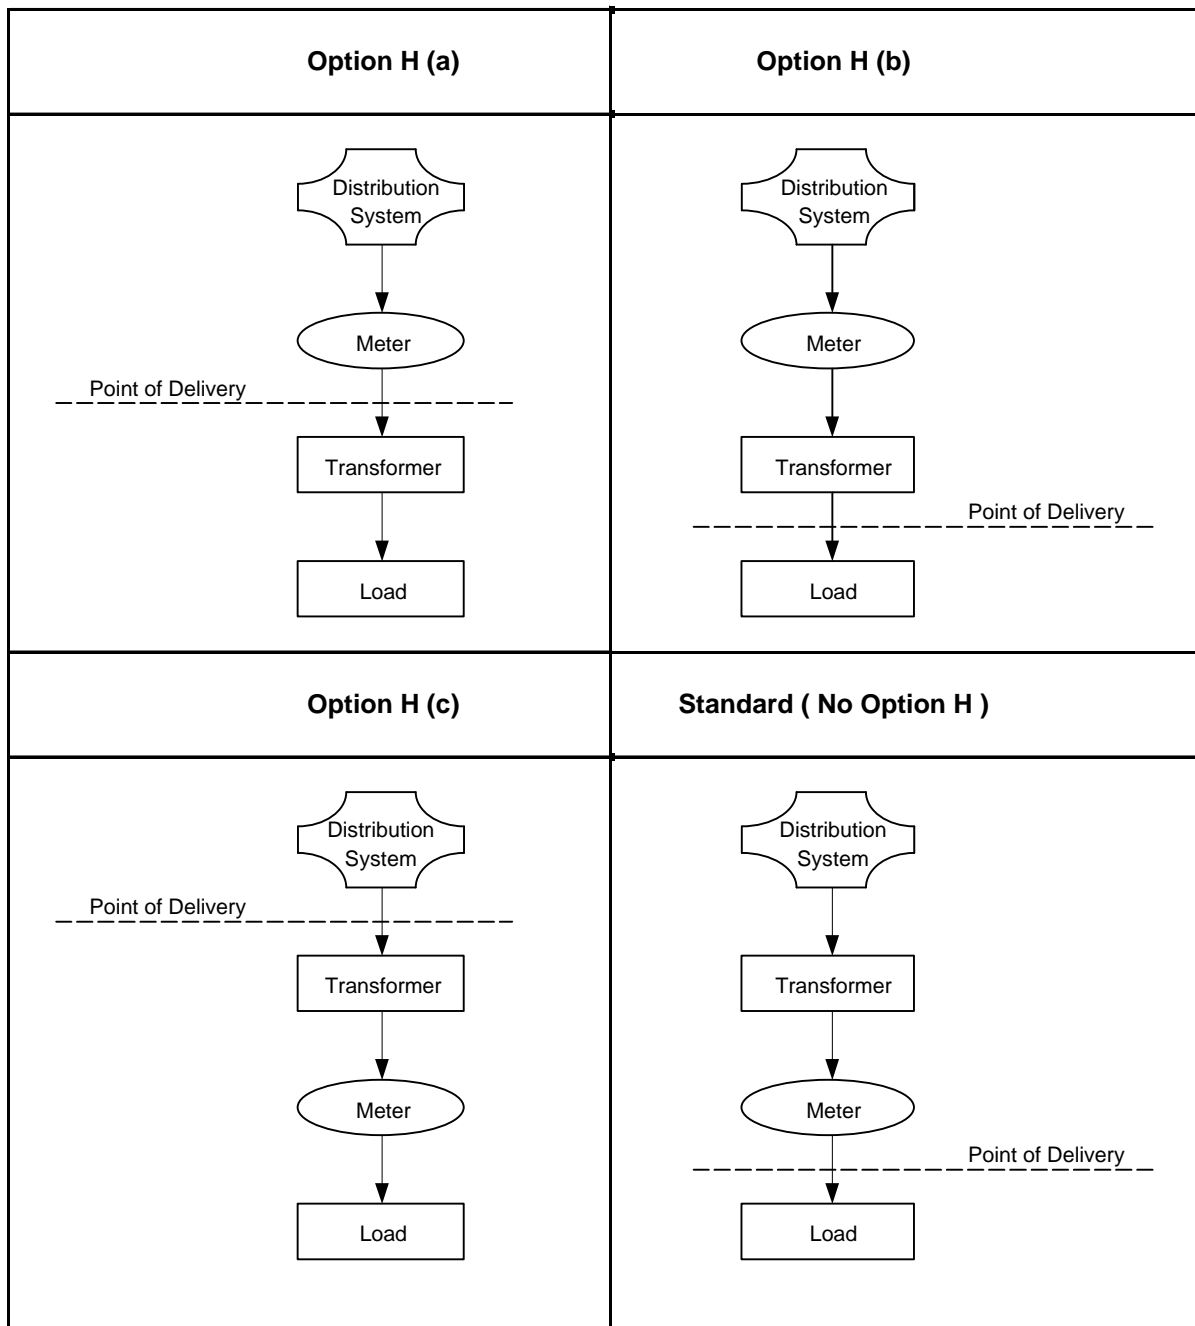 Option H (a)
Option H (b)
Distribution
System
Meter
Point of Delivery
Transformer
Load
Distribution
System
Meter
Transformer
Point of Delivery
Load
Option H (c)
Standard ( No Option H )
Distribution
System
Point of Delivery
Transformer
Meter
Load
Distribution
System
Transformer
Meter
Point of Delivery
Load